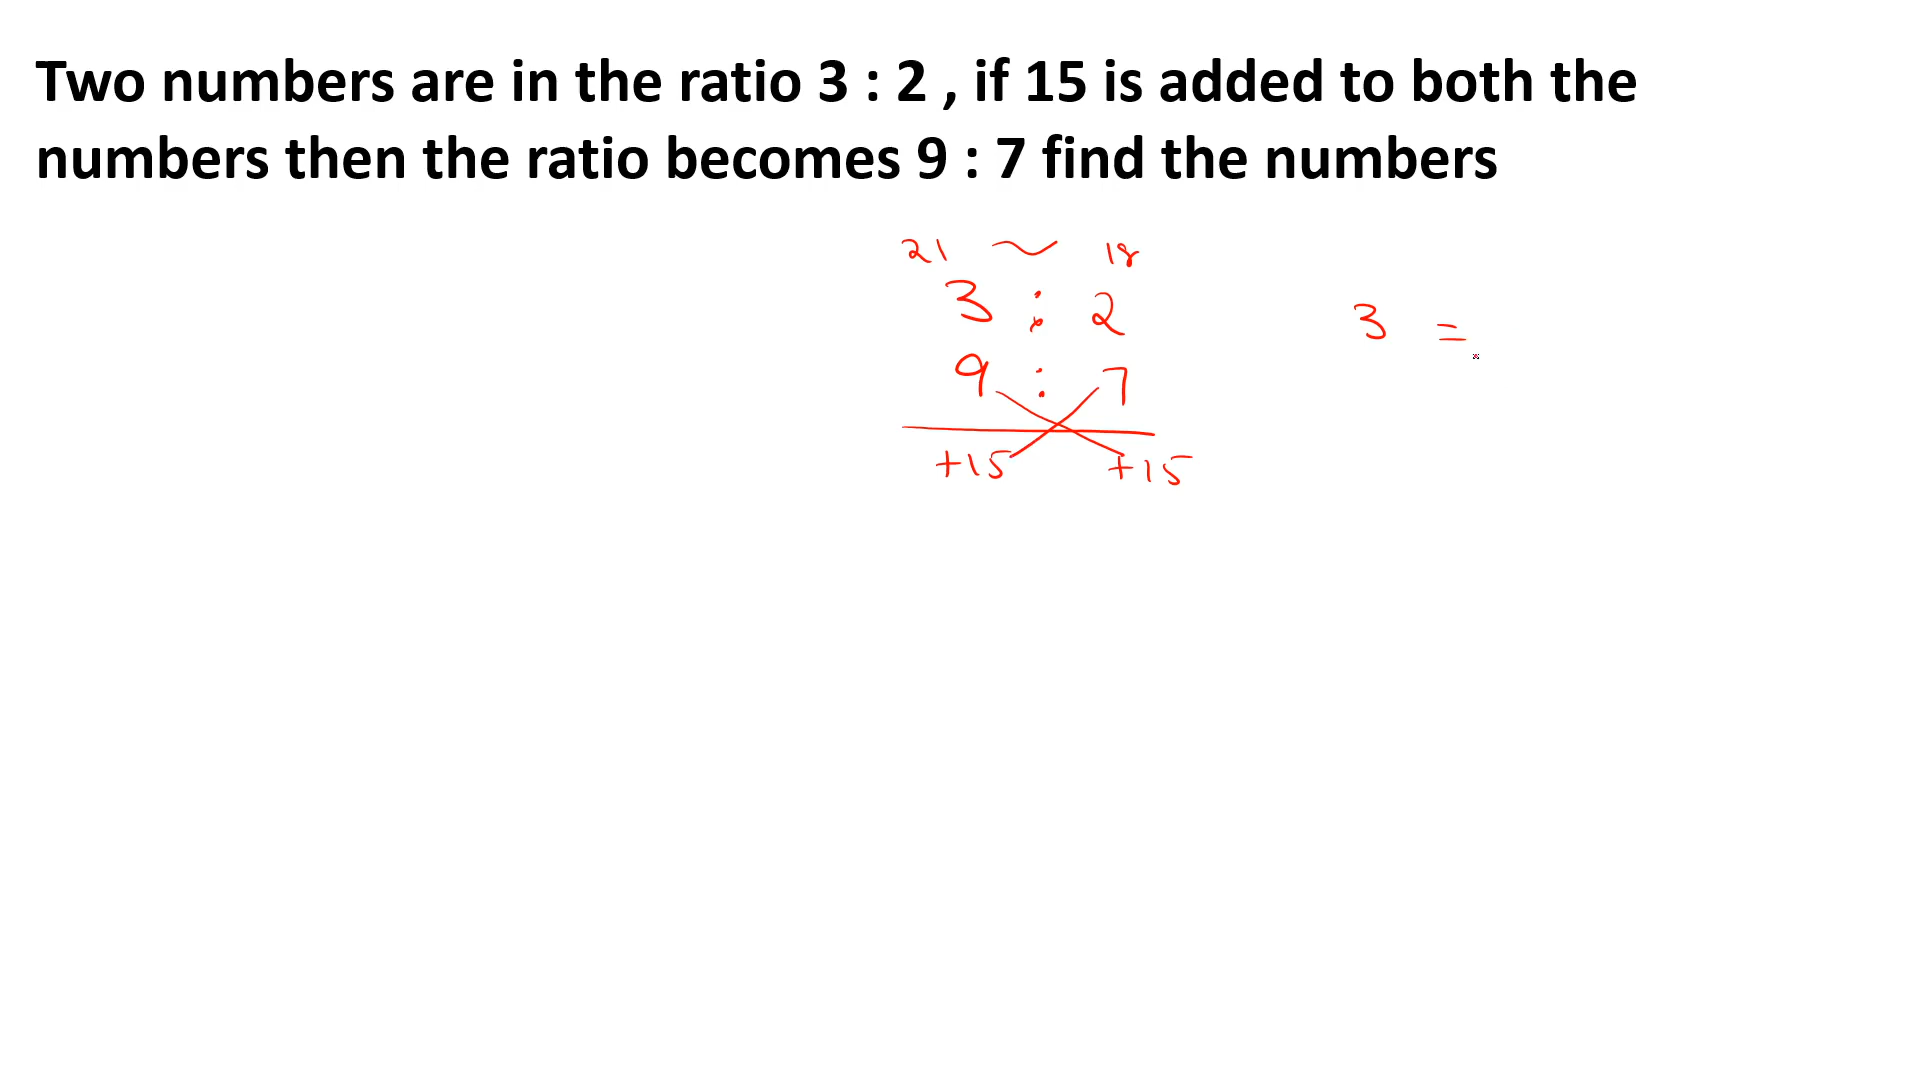 Two numbers are in the ratio 3 : 2 , if 15 is added to both the
numbers then the ratio becomes 9 : 7 find the numbers
21 ~ 18
3 : 2
3 =
9 : 7
+15 +15